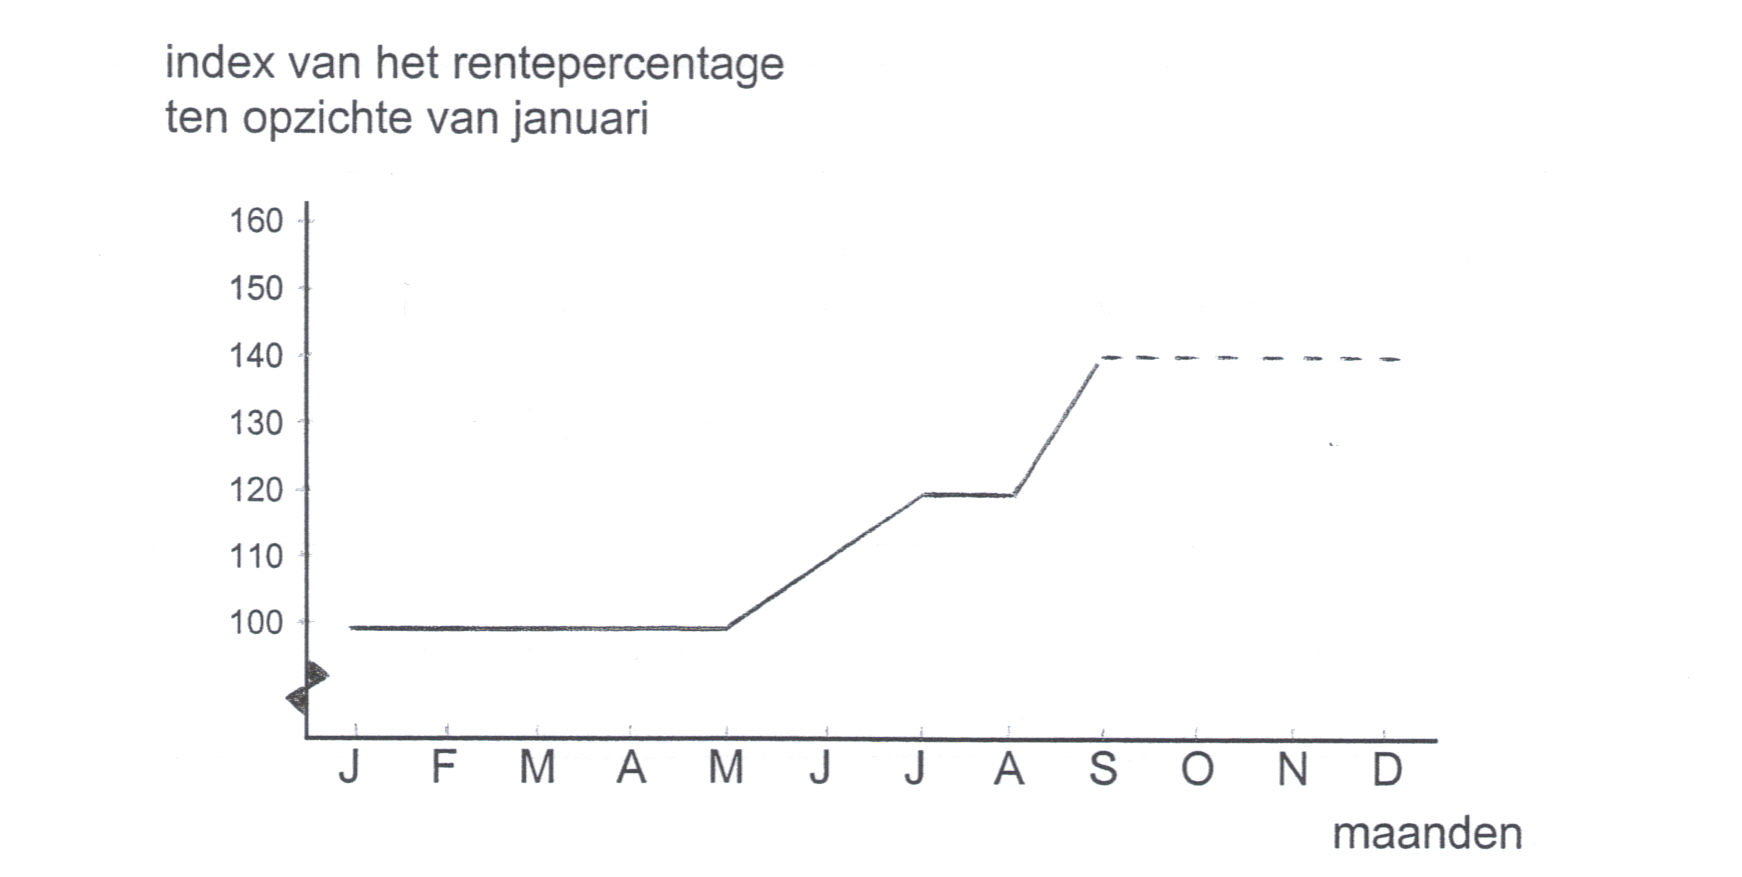 index van het rentepercentage
ten opzichte van januari
160
150
140
130
120
110
100
J F M A M J J A S O N D
maanden